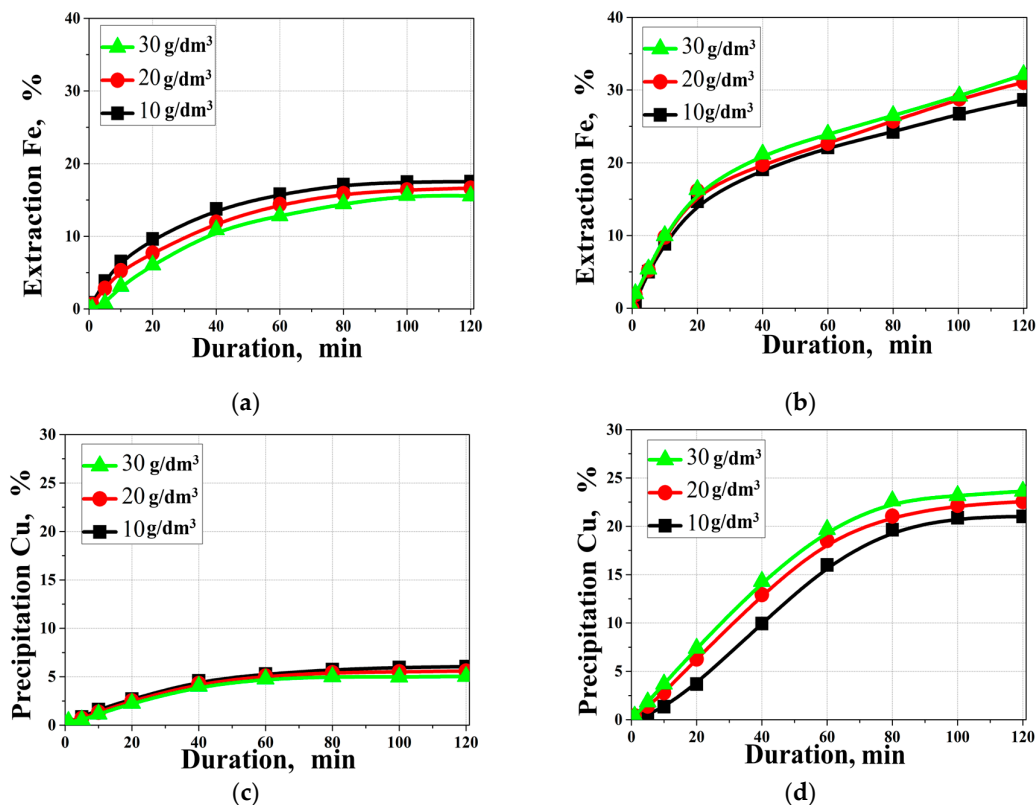 40
30
20
10
0
Extraction Fe, %
30 g/dm³
20 g/dm³
10 g/dm³
0 20 40 60 80 100 120
Duration, min
(a)
40
30
20
10
0
Extraction Fe, %
30 g/dm³
20 g/dm³
10 g/dm³
0 20 40 60 80 100 120
Duration, min
(b)
30
25
20
15
10
5
0
Precipitation Cu, %
30 g/dm³
20 g/dm³
10 g/dm³
0 20 40 60 80 100 120
Duration, min
(c)
30
25
20
15
10
5
0
Precipitation Cu, %
30 g/dm³
20 g/dm³
10 g/dm³
0 20 40 60 80 100 120
Duration, min
(d)